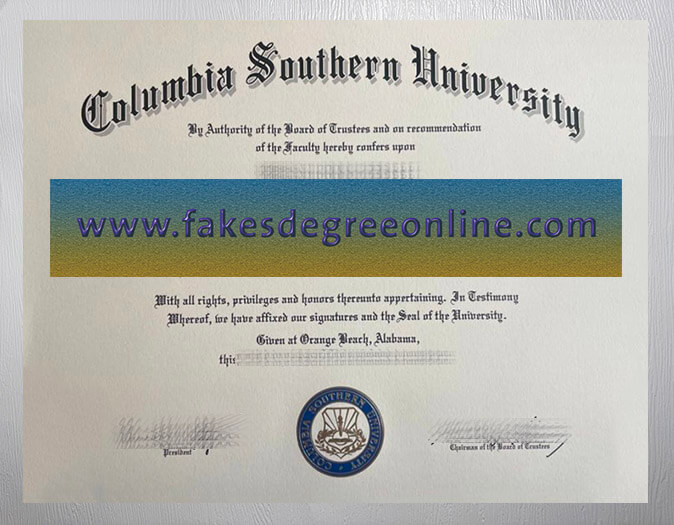 Columbia Southern University
By Authority of the Board of Trustees and on recommendation
of the Faculty hereby confers upon
www.fakesdegreeonline.com
With all rights, privileges and honors thereunto appertaining. In Testimony
Whereof, we have affixed our signatures and the Seal of the University.
Given at Orange Beach, Alabama,
this
COLUMBIA SOUTHERN UNIVERSITY
President
Chairman of the Board of Trustees